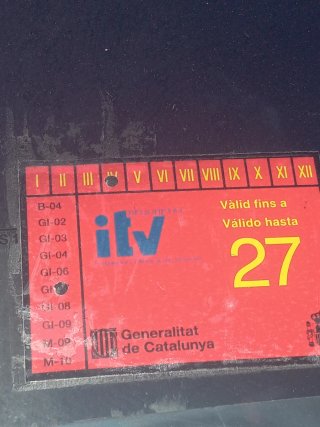 I II III IV V VI VII VIII IX X XI XII
B-04
GI-02
GI-03
GI-04
GI-06
GI-08
GI-09
M-09
M-10
itv
Vàlid fins a
Válido hasta
27
Generalitat
de Catalunya